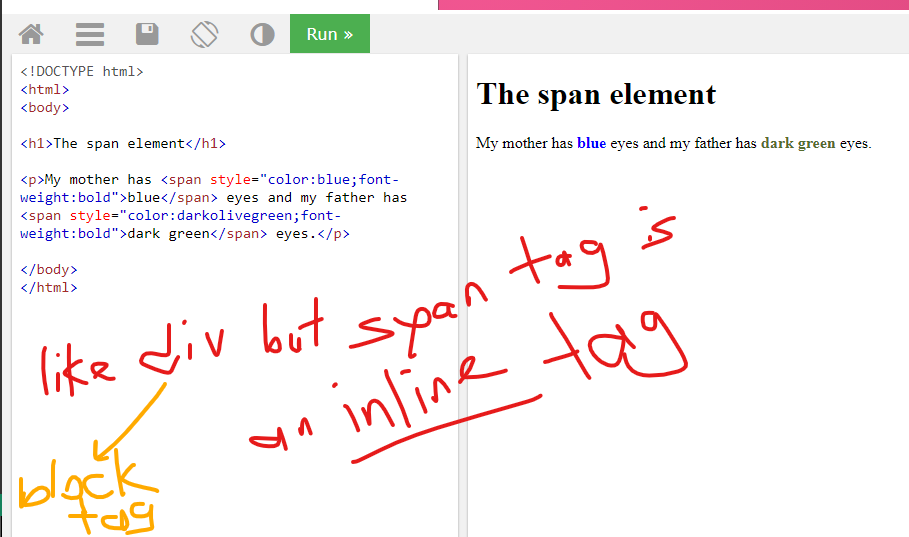 Run »
<!DOCTYPE html>
<html>
<body>
<h1>The span element</h1>
<p>My mother has <span style="color:blue;font-
weight:bold">blue</span> eyes and my father has
<span style="color:darkolivegreen;font-
weight:bold">dark green</span> eyes.</p>
</body>
</html>
The span element
My mother has blue eyes and my father has dark green eyes.
like div but span tag is
an inline tag
block
tag